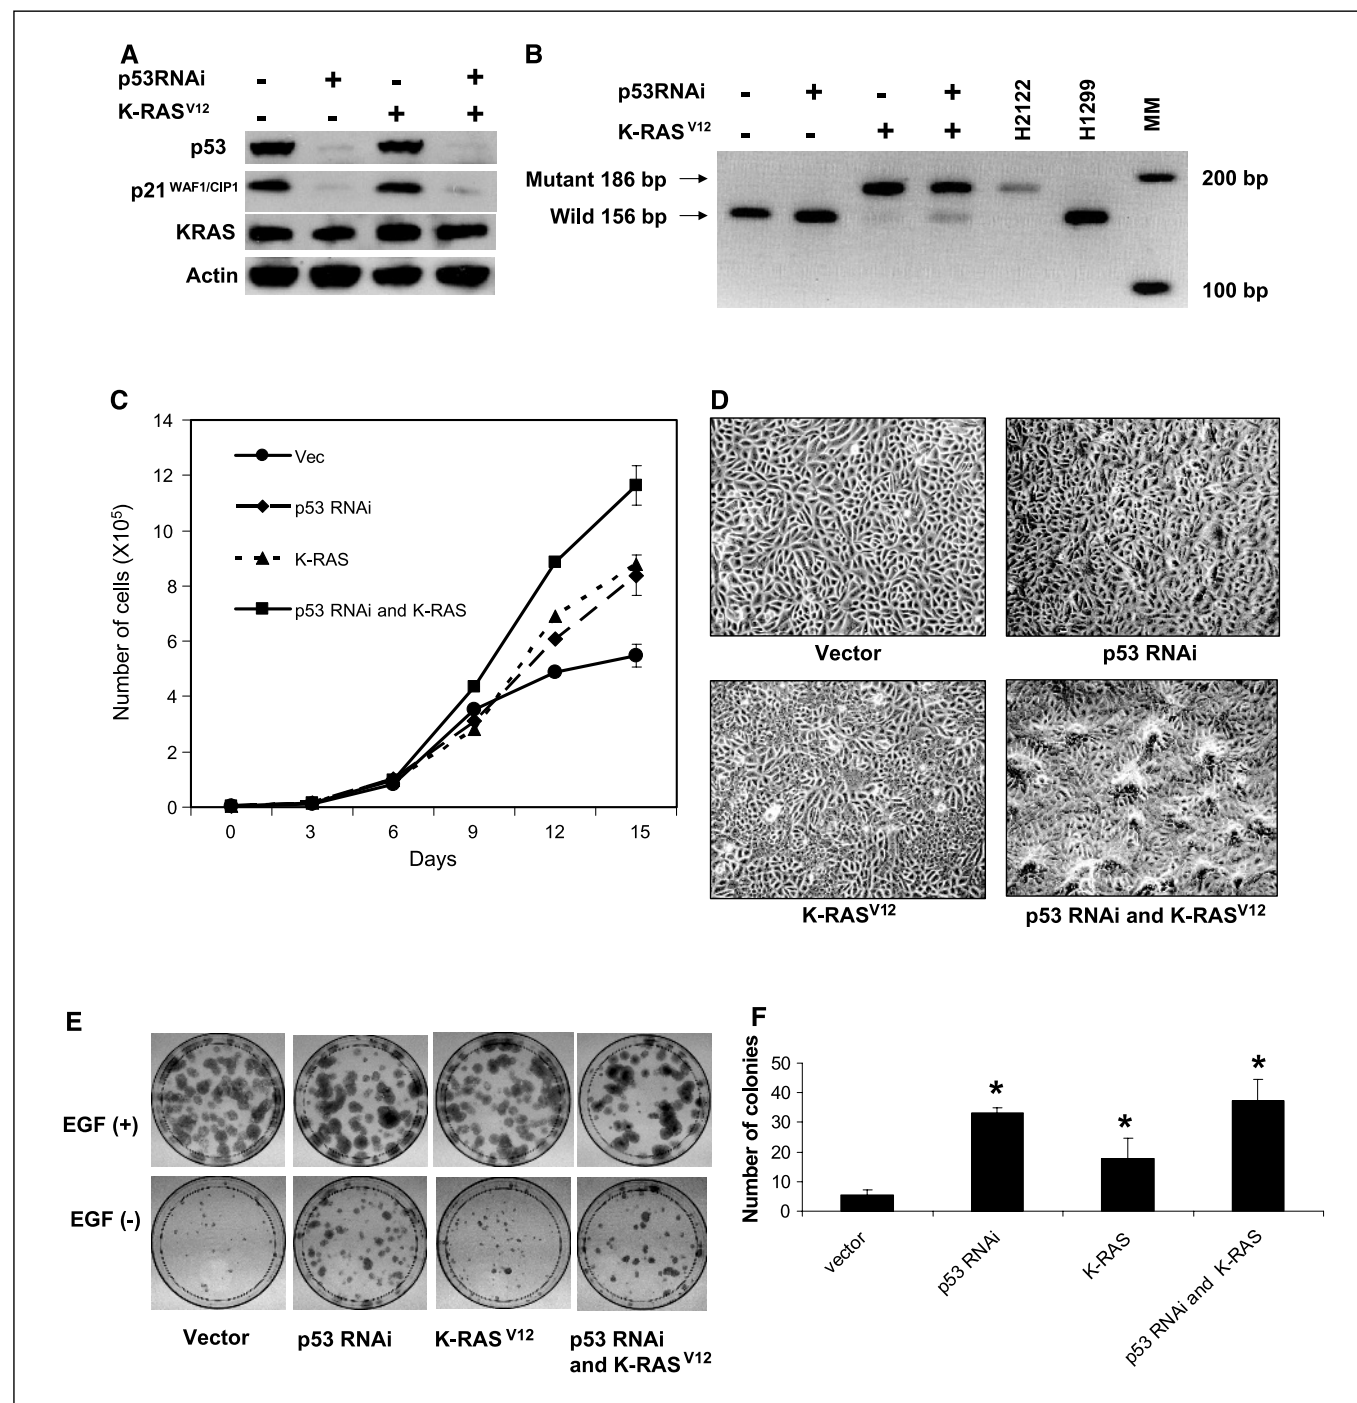 A
p53RNAi - + - +
K-RAS V12 - - + +
p53
p21 WAF1/CIP1
KRAS
Actin
B
p53RNAi - + - +
K-RAS V12 - - + +
H2122
H1299
MM
Mutant 186 bp →
Wild 156 bp →
200 bp
100 bp
C
Number of cells (X10⁵)
14
12
10
8
6
4
2
0
Vec
p53 RNAi
K-RAS
p53 RNAi and K-RAS
0 3 6 9 12 15
Days
D
Vector
p53 RNAi
K-RAS V12
p53 RNAi and K-RAS V12
E
EGF (+)
EGF (-)
Vector
p53 RNAi
K-RAS V12
p53 RNAi
and K-RAS V12
F
Number of colonies
50
40
30
20
10
0
* * *
vector
p53 RNAi
K-RAS
p53 RNAi and K-RAS